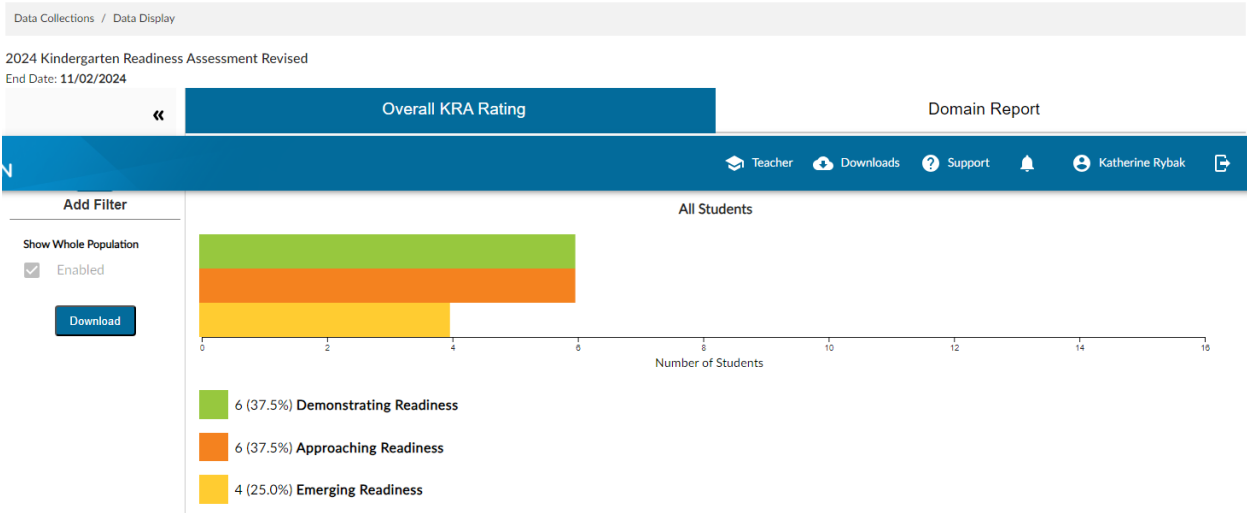 Data Collections / Data Display
2024 Kindergarten Readiness Assessment Revised
End Date: 11/02/2024
«
Overall KRA Rating
Domain Report
N
Teacher
Downloads
Support
Katherine Rybak
Add Filter
All Students
Show Whole Population
Enabled
Download
0 2 4 6 8 10 12 14 16
Number of Students
6 (37.5%) Demonstrating Readiness
6 (37.5%) Approaching Readiness
4 (25.0%) Emerging Readiness